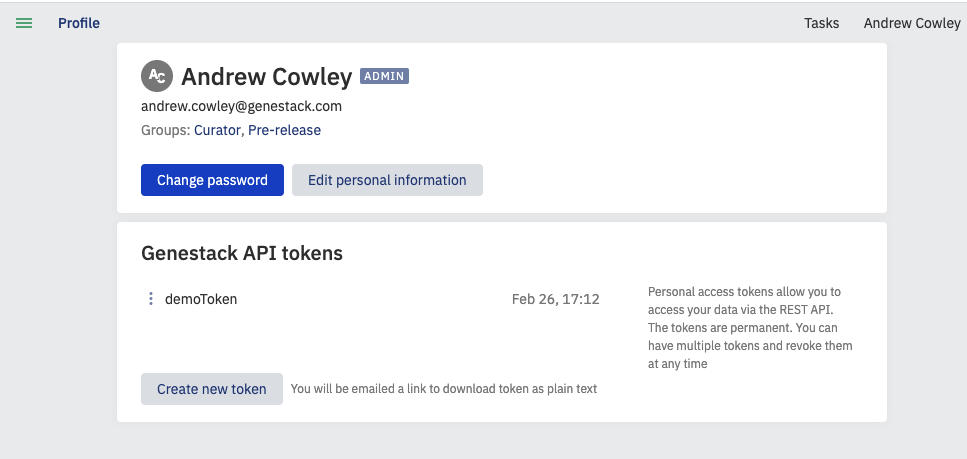 Profile
Tasks
Andrew Cowley
AC
Andrew Cowley ADMIN
andrew.cowley@genestack.com
Groups: Curator, Pre-release
Change password
Edit personal information
Genestack API tokens
demoToken
Feb 26, 17:12
Personal access tokens allow you to
access your data via the REST API.
The tokens are permanent. You can
have multiple tokens and revoke them
at any time
Create new token
You will be emailed a link to download token as plain text